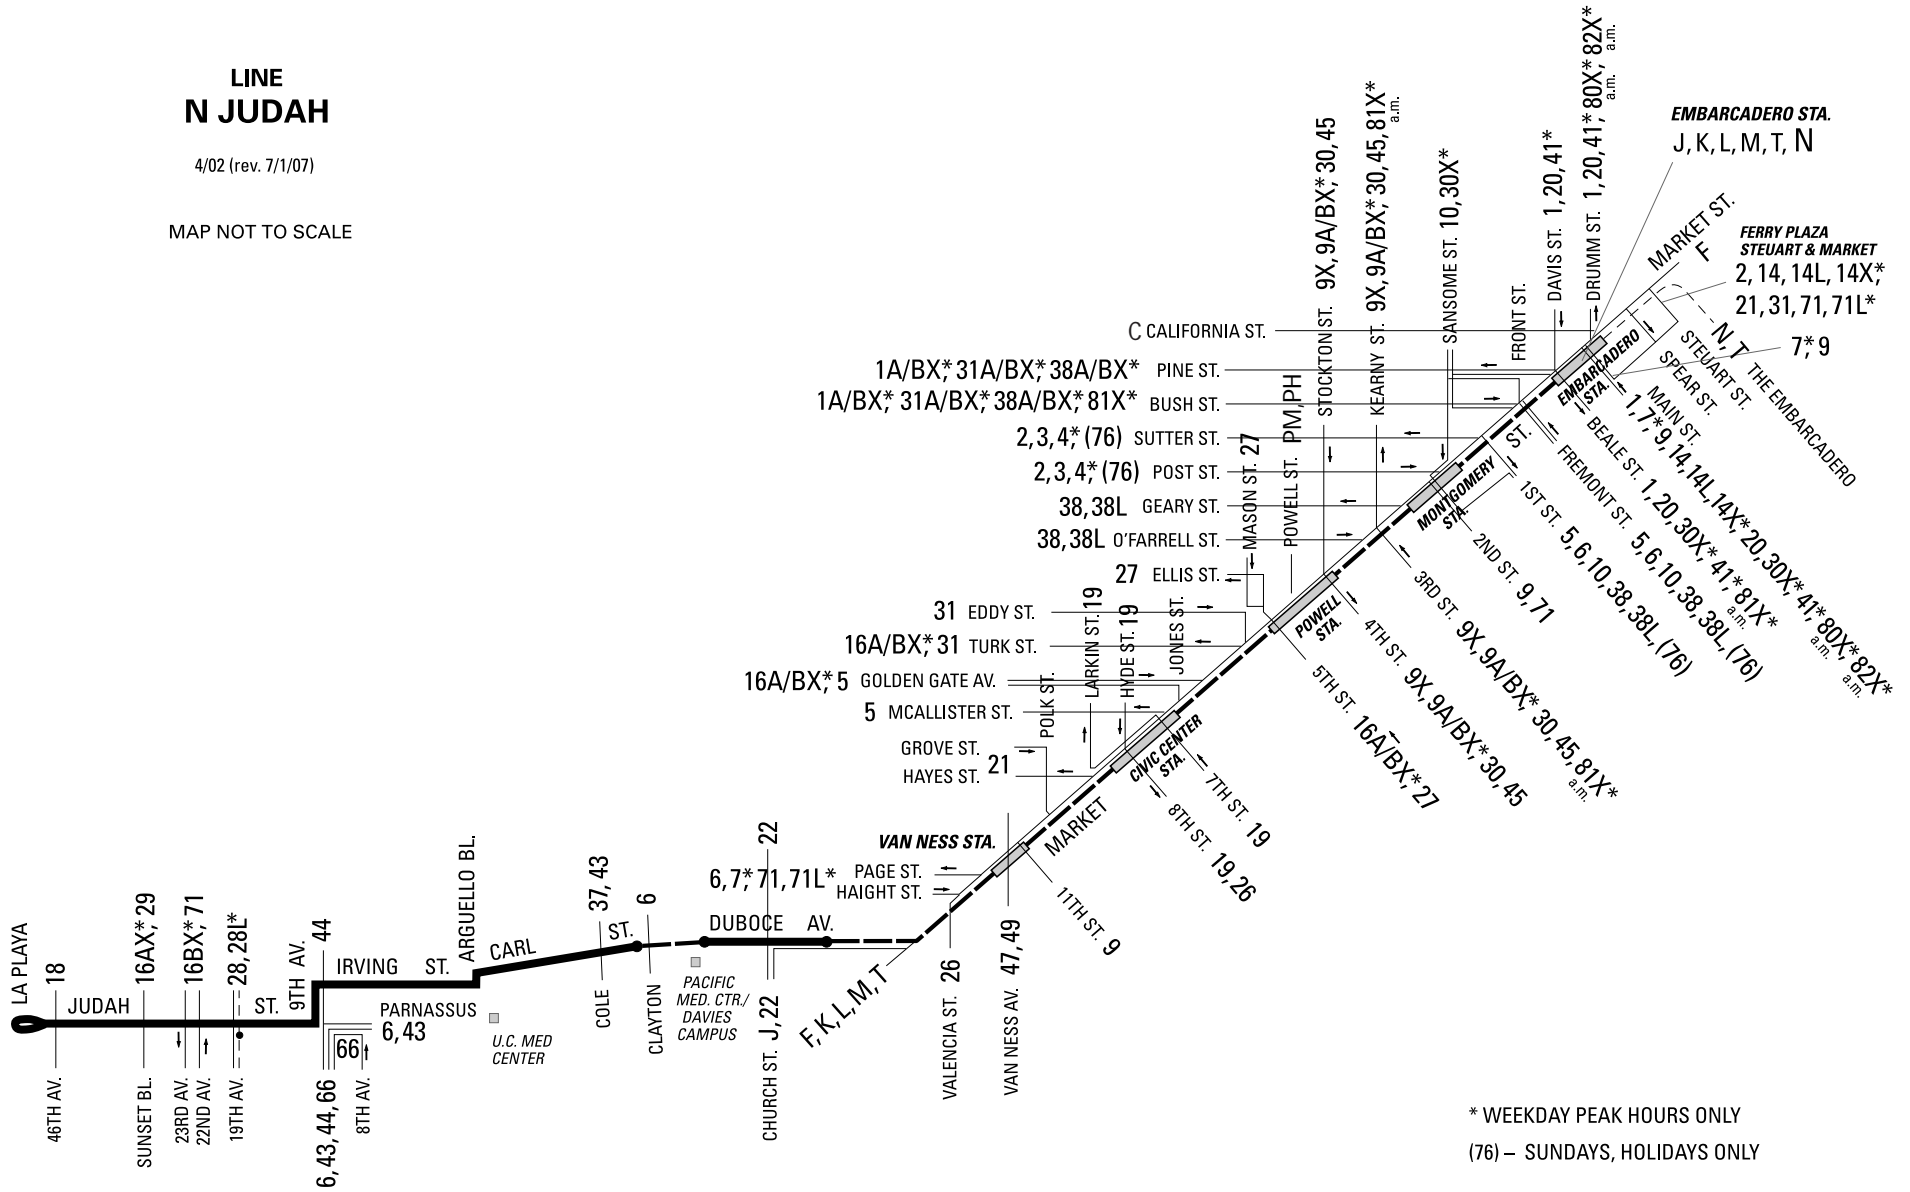 LINE
N JUDAH
4/02 (rev. 7/1/07)
MAP NOT TO SCALE
EMBARCADERO STA.
J, K, L, M, T, N
MARKET ST.
F
FERRY PLAZA
STEUART & MARKET
2, 14, 14L, 14X,*
21, 31, 71, 71L*
7,* 9
N, T
THE EMBARCADERO
STEUART ST.
SPEAR ST.
MAIN ST.
1, 7,* 9, 14, 14L, 14X,* 20, 30X,* 41,* 80X,* 82X*
a.m.
a.m.
BEALE ST. 1, 20, 30X,* 41,* 81X*
a.m.
FREMONT ST. 5, 6, 10, 38, 38L, (76)
1ST ST. 5, 6, 10, 38, 38L, (76)
2ND ST. 9, 71
3RD ST. 9X, 9A/BX,* 30, 45, 81X*
a.m.
4TH ST. 9X, 9A/BX,* 30, 45
5TH ST. 16A/BX,* 27
7TH ST. 19
8TH ST. 19, 26
11TH ST. 9
DRUMM ST. 1, 20, 41,* 80X,* 82X*
a.m.
a.m.
DAVIS ST. 1, 20, 41*
FRONT ST.
SANSOME ST. 10, 30X*
KEARNY ST. 9X, 9A/BX,* 30, 45, 81X*
a.m.
STOCKTON ST. 9X, 9A/BX,* 30, 45
POWELL ST. PM, PH
MASON ST. 27
JONES ST.
HYDE ST. 19
LARKIN ST. 19
POLK ST.
C CALIFORNIA ST.
1A/BX,* 31A/BX,* 38A/BX* PINE ST.
1A/BX,* 31A/BX,* 38A/BX,* 81X* BUSH ST.
2, 3, 4,* (76) SUTTER ST.
2, 3, 4,* (76) POST ST.
38, 38L GEARY ST.
38, 38L O'FARRELL ST.
27 ELLIS ST.
31 EDDY ST.
16A/BX,* 31 TURK ST.
16A/BX,* 5 GOLDEN GATE AV.
5 MCALLISTER ST.
GROVE ST.
21
HAYES ST.
EMBARCADERO
STA.
MONTGOMERY
STA.
POWELL
STA.
CIVIC CENTER
STA.
VAN NESS STA.
MARKET
ST.
PAGE ST.
6, 7,* 71, 71L*
HAIGHT ST.
DUBOCE AV.
22
CHURCH ST. J, 22
F, K, L, M, T
VALENCIA ST. 26
VAN NESS AV. 47, 49
PACIFIC
MED. CTR./
DAVIES
CAMPUS
6
CLAYTON
37, 43
COLE
CARL ST.
ARGUELLO BL.
IRVING ST.
PARNASSUS
6, 43
U.C. MED
CENTER
44
9TH AV.
66
8TH AV.
6, 43, 44, 66
JUDAH ST.
28, 28L*
19TH AV.
16BX,* 71
22ND AV.
23RD AV.
16AX,* 29
SUNSET BL.
18
46TH AV.
LA PLAYA
* WEEKDAY PEAK HOURS ONLY
(76) – SUNDAYS, HOLIDAYS ONLY